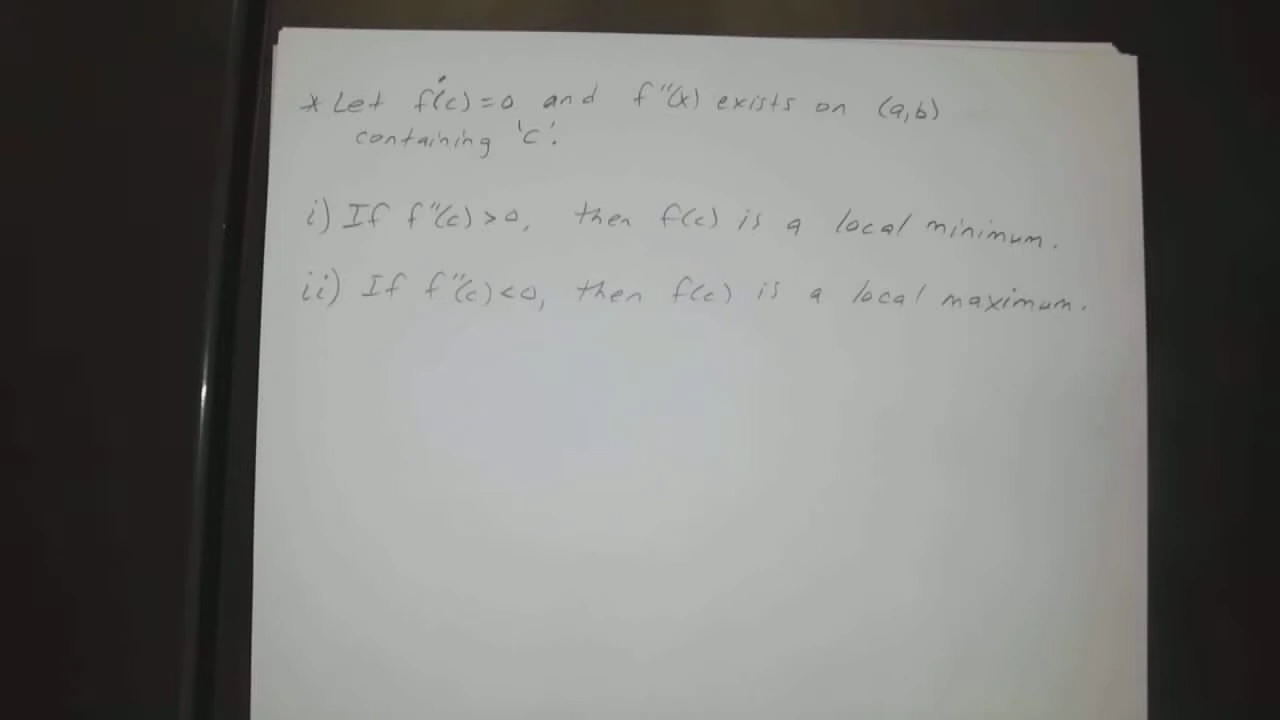 * Let f'(c) = 0 and f"(x) exists on (a,b)
containing 'c'.
i) If f"(c) > 0, then f(c) is a local minimum.
ii) If f"(c) < 0, then f(c) is a local maximum.